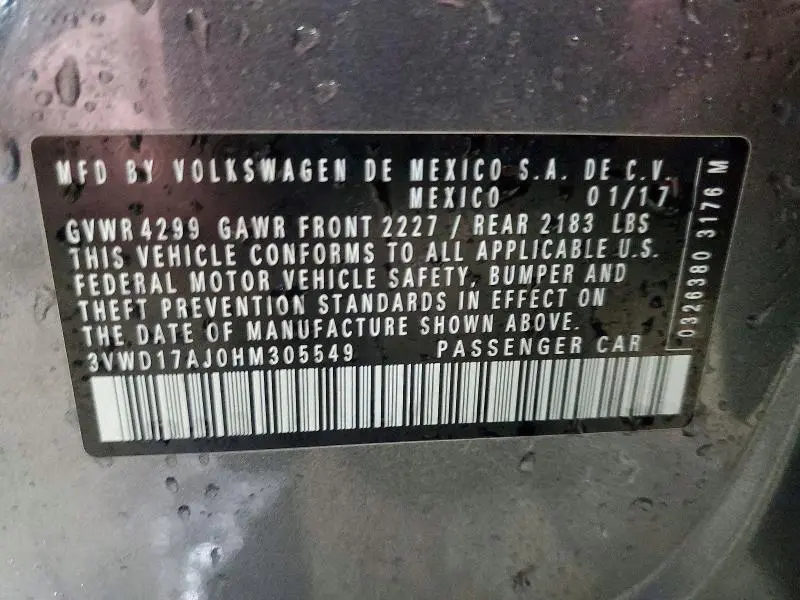 MFD BY VOLKSWAGEN DE MEXICO S.A. DE C.V.
MEXICO 01/17
GVWR 4299 GAWR FRONT 2227 / REAR 2183 LBS
THIS VEHICLE CONFORMS TO ALL APPLICABLE U.S.
FEDERAL MOTOR VEHICLE SAFETY, BUMPER AND
THEFT PREVENTION STANDARDS IN EFFECT ON
THE DATE OF MANUFACTURE SHOWN ABOVE.
3VWD17AJ0HM305549 PASSENGER CAR
0326380 3176 M